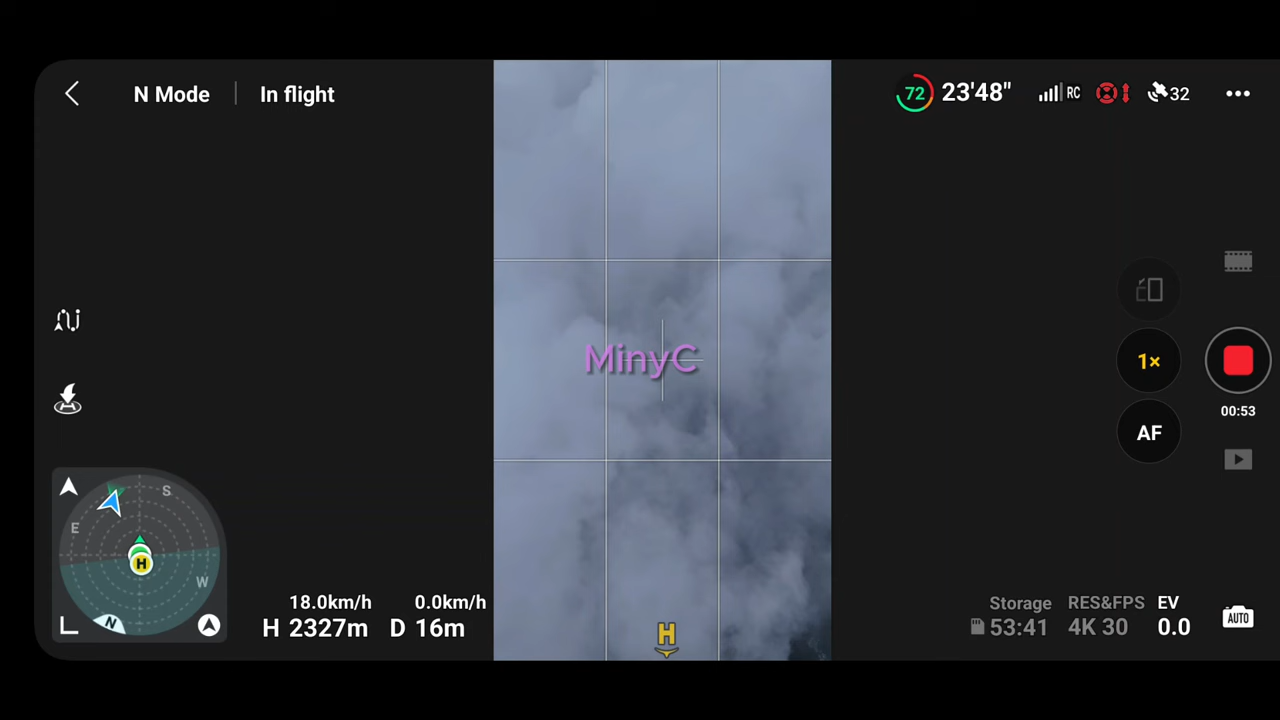 N Mode In flight
72 23'48" RC 32
MinyC
1×
00:53
AF
S
E
W
H
N
18.0km/h 0.0km/h
H 2327m D 16m
H
Storage RES&FPS EV
53:41 4K 30 0.0
AUTO